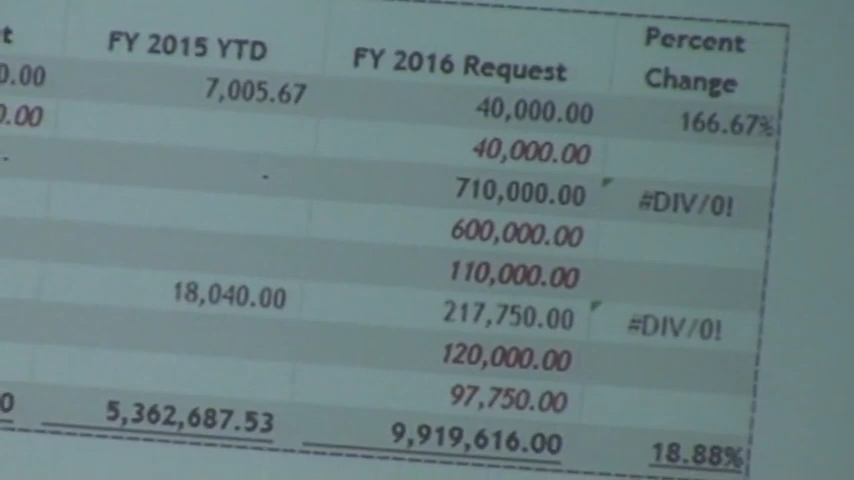 t FY 2015 YTD FY 2016 Request Percent Change
0.00 7,005.67 40,000.00 166.67%
0.00 40,000.00
- - 710,000.00 #DIV/0!
600,000.00
110,000.00
18,040.00 217,750.00 #DIV/0!
120,000.00
97,750.00
0 5,362,687.53 9,919,616.00 18.88%